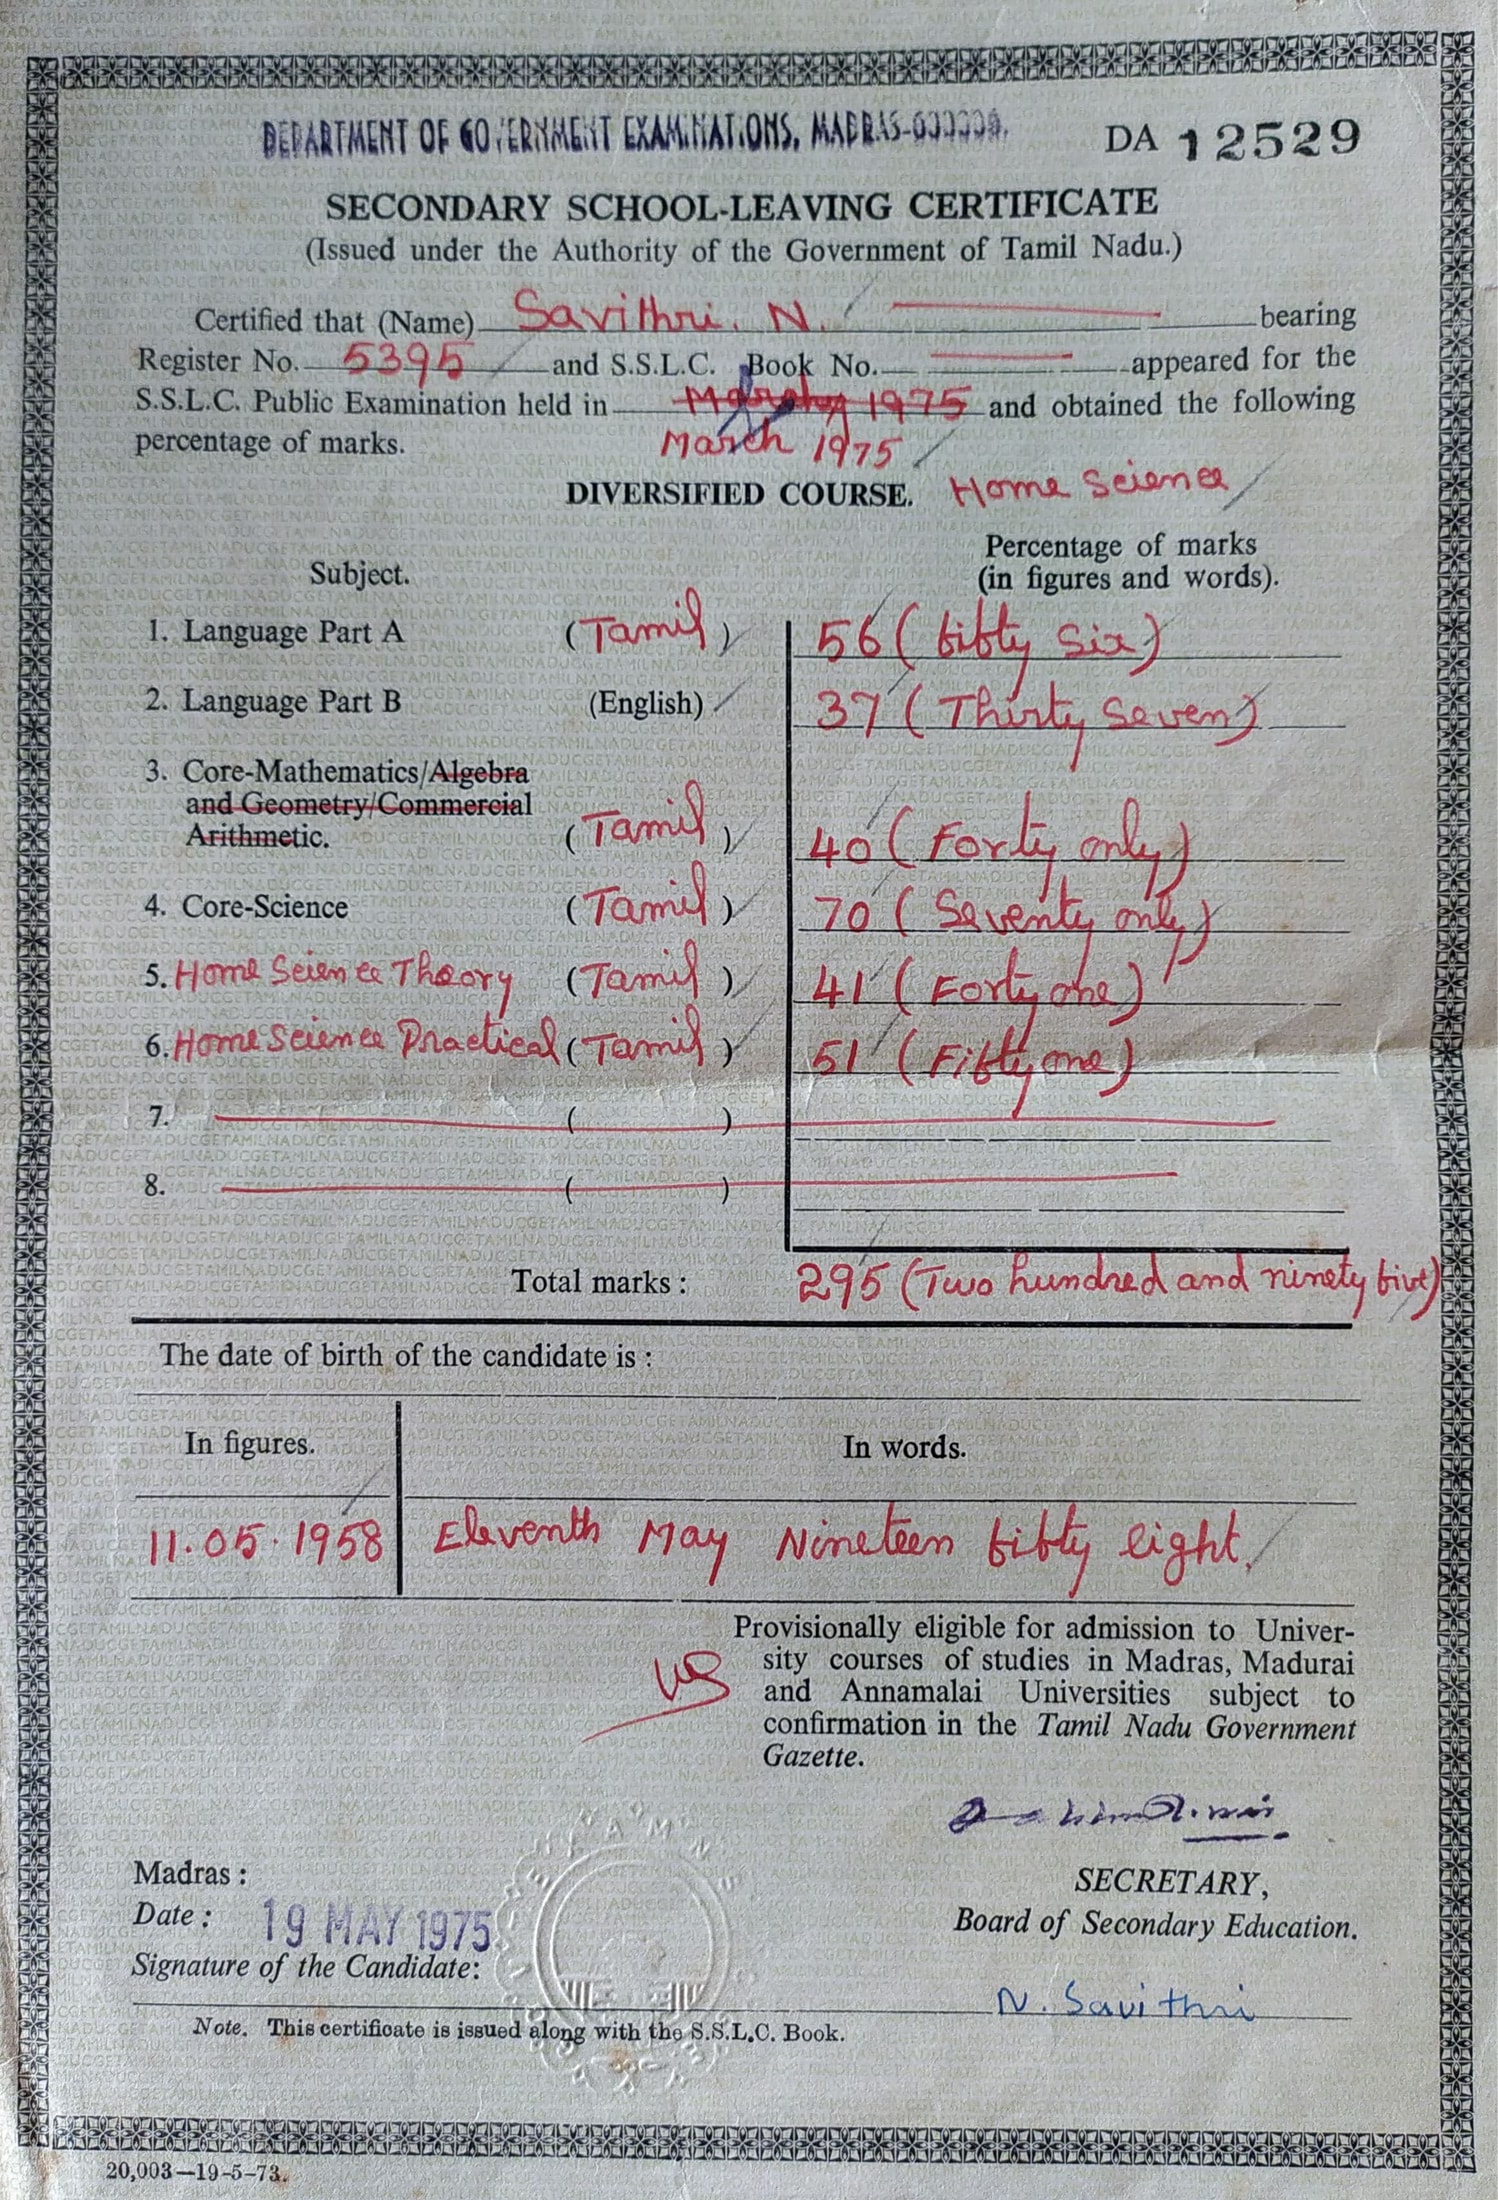 DEPARTMENT OF GOVERNMENT EXAMINATIONS, MADRAS-600006. DA 12529
SECONDARY SCHOOL-LEAVING CERTIFICATE
(Issued under the Authority of the Government of Tamil Nadu.)
Certified that (Name) Savithri. N. bearing
Register No. 5395 and S.S.L.C. Book No. appeared for the
S.S.L.C. Public Examination held in 1975 and obtained the following
percentage of marks. March 1975
DIVERSIFIED COURSE. Home Science
Subject. Percentage of marks
(in figures and words).
1. Language Part A (Tamil) 56 (fifty six)
2. Language Part B (English) 37 (Thirty Seven)
3. Core-Mathematics/Algebra
and Geometry/Commercial
Arithmetic. (Tamil) 40 (Forty only)
4. Core-Science (Tamil) 70 (Seventy only)
5. Home Science Theory (Tamil) 41 (Forty one)
6. Home Science Practical (Tamil) 51 (Fifty one)
7. ( )
8. ( )
Total marks : 295 (Two hundred and ninety five)
The date of birth of the candidate is :
In figures. In words.
11.05.1958 Eleventh May Nineteen fifty eight.
Provisionally eligible for admission to Univer-
sity courses of studies in Madras, Madurai
and Annamalai Universities subject to
confirmation in the Tamil Nadu Government
Gazette.
Madras :
SECRETARY,
Date : 19 MAY 1975
Board of Secondary Education.
Signature of the Candidate:
N. Savithri
Note. This certificate is issued along with the S.S.L.C. Book.
20,003—19-5-73.